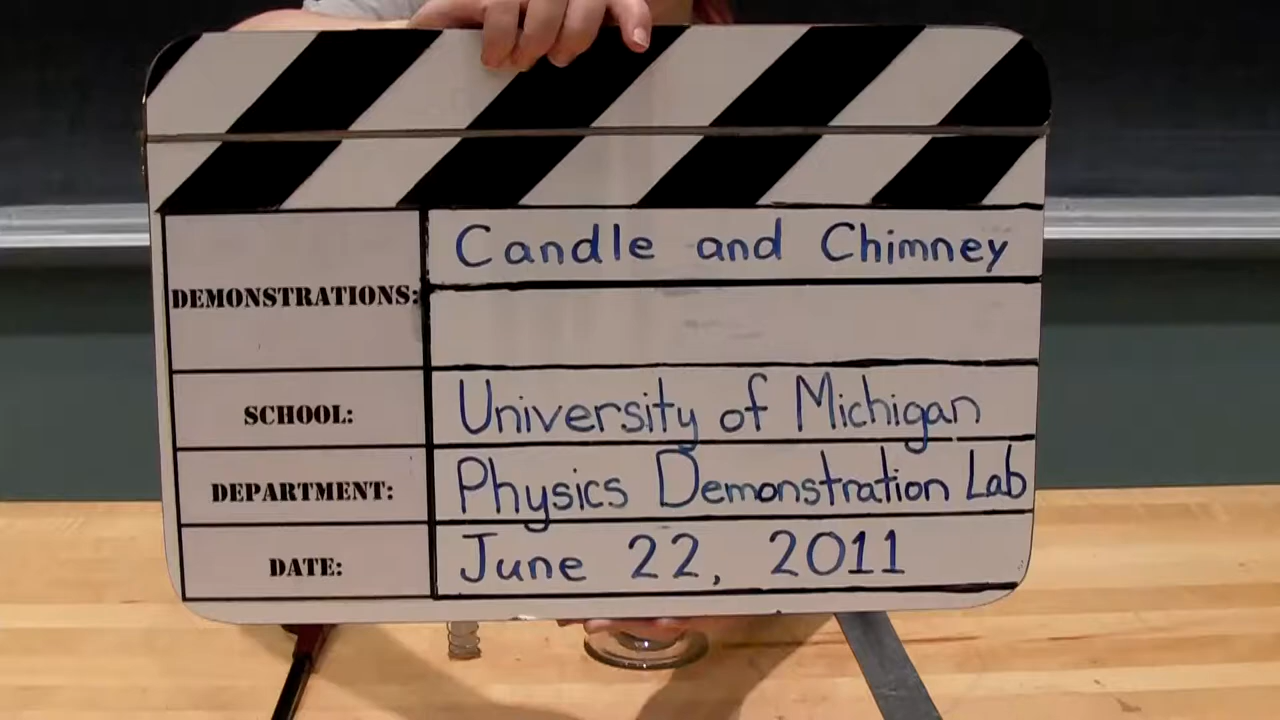 DEMONSTRATIONS:
Candle and Chimney
SCHOOL:
University of Michigan
DEPARTMENT:
Physics Demonstration Lab
DATE:
June 22, 2011